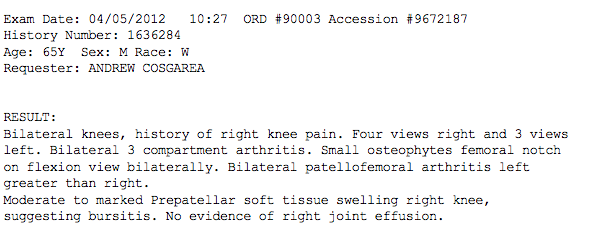 Exam Date: 04/05/2012   10:27  ORD #90003 Accession #9672187
History Number: 1636284
Age: 65Y  Sex: M Race: W
Requester: ANDREW COSGAREA
RESULT:
Bilateral knees, history of right knee pain. Four views right and 3 views
left. Bilateral 3 compartment arthritis. Small osteophytes femoral notch
on flexion view bilaterally. Bilateral patellofemoral arthritis left
greater than right.
Moderate to marked Prepatellar soft tissue swelling right knee,
suggesting bursitis. No evidence of right joint effusion.